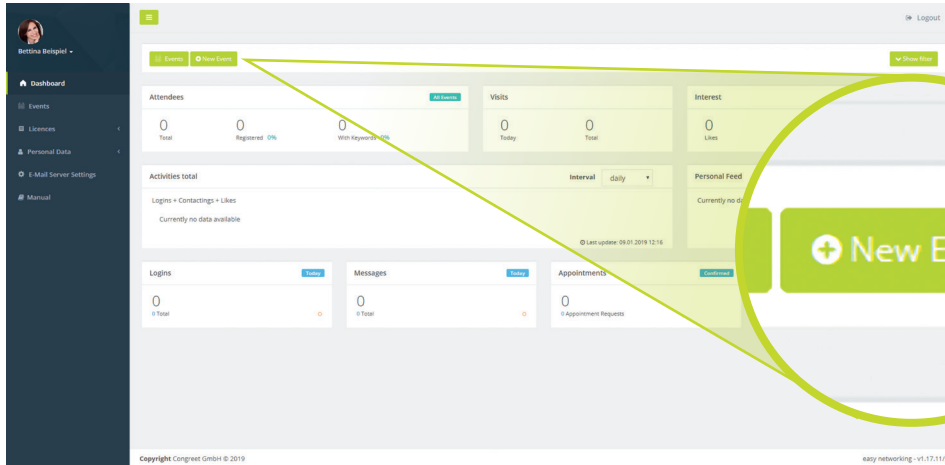 Logout
Bettina Beispiel
Events
New Event
Show filter
Dashboard
Events
Licences
Personal Data
E-Mail Server Settings
Manual
Attendees
All Events
0
Total
0
Registered 0%
0
With Keywords 0%
Visits
0
Today
0
Total
Interest
0
Likes
Activities total
Interval daily
Logins + Contactings + Likes
Currently no data available
Last update: 09.01.2019 12:16
Personal Feed
Currently no da
New E
Logins
Today
0
0 Total
0
Messages
Today
0
0 Total
0
Appointments
Confirmed
0
0 Appointment Requests
Copyright Congreet GmbH © 2019
easy networking - v1.17.11/